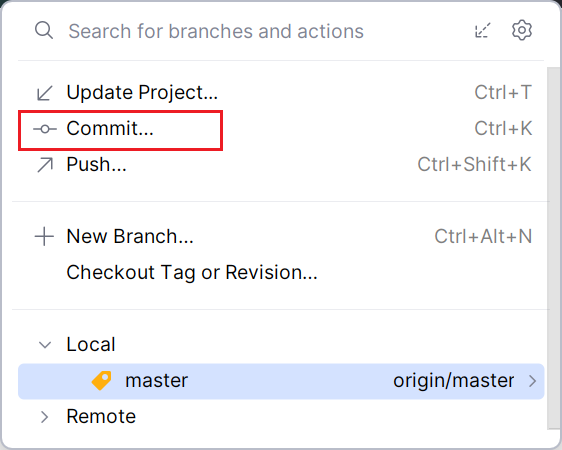 Search for branches and actions
Update Project... Ctrl+T
Commit... Ctrl+K
Push... Ctrl+Shift+K
New Branch... Ctrl+Alt+N
Checkout Tag or Revision...
Local
master origin/master
Remote